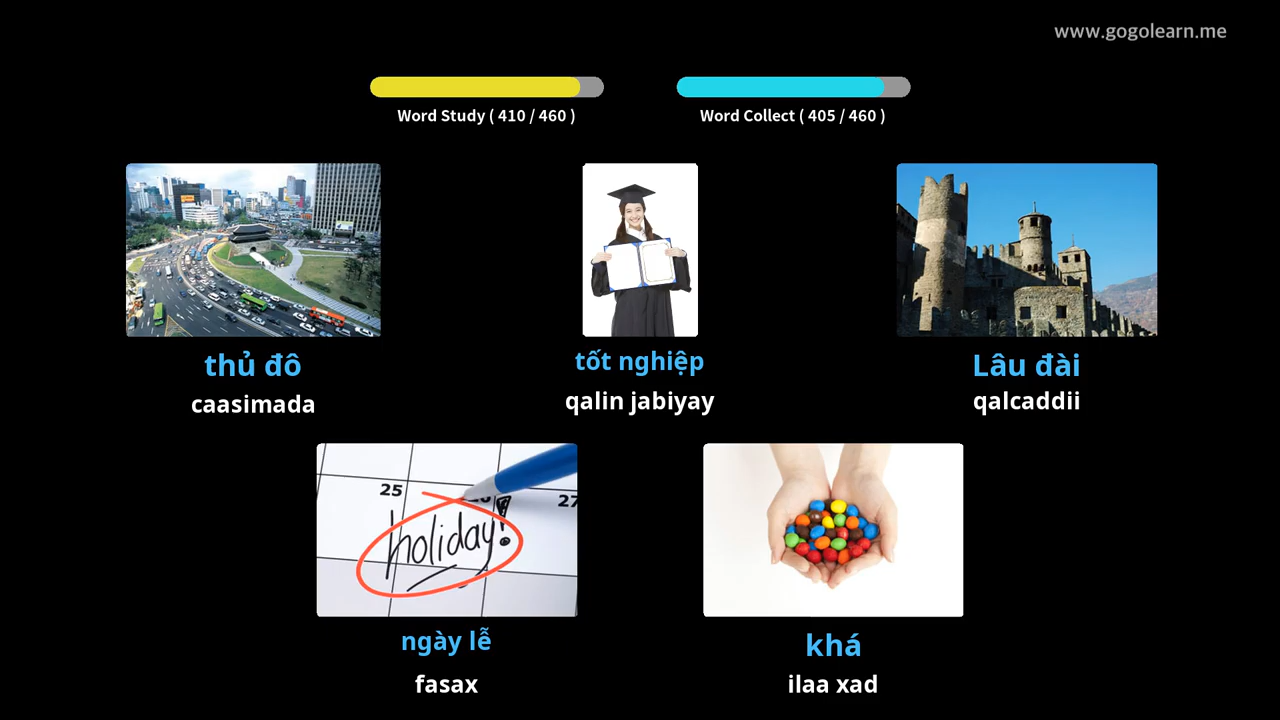 www.gogolearn.me
Word Study ( 410 / 460 )
Word Collect ( 405 / 460 )
thủ đô
caasimada
tốt nghiệp
qalin jabiyay
Lâu đài
qalcaddii
25
27
holiday!
ngày lễ
fasax
khá
ilaa xad